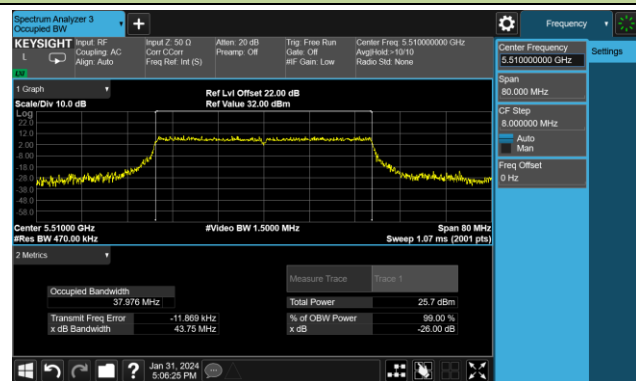 Spectrum Analyzer 3
Occupied BW
Frequency
KEYSIGHT
L
Input: RF
Coupling: AC
Align: Auto
Input Z: 50 Ω
Corr CCorr
Freq Ref: Int (S)
Atten: 20 dB
Preamp: Off
Trig: Free Run
Gate: Off
#IF Gain: Low
Center Freq: 5.510000000 GHz
Avg|Hold:>10/10
Radio Std: None
Center Frequency
5.510000000 GHz
Settings
Span
80.000 MHz
CF Step
8.000000 MHz
Auto
Man
Freq Offset
0 Hz
1 Graph
Scale/Div 10.0 dB
Ref Lvl Offset 22.00 dB
Ref Value 32.00 dBm
Log
22.0
12.0
2.00
-8.00
-18.0
-28.0
-38.0
-48.0
-58.0
Center 5.51000 GHz
#Res BW 470.00 kHz
#Video BW 1.5000 MHz
Span 80 MHz
Sweep 1.07 ms (2001 pts)
2 Metrics
Measure Trace
Trace 1
Occupied Bandwidth
37.976 MHz
Total Power
25.7 dBm
Transmit Freq Error
-11.869 kHz
% of OBW Power
99.00 %
x dB Bandwidth
43.75 MHz
x dB
-26.00 dB
?
Jan 31, 2024
5:06:25 PM